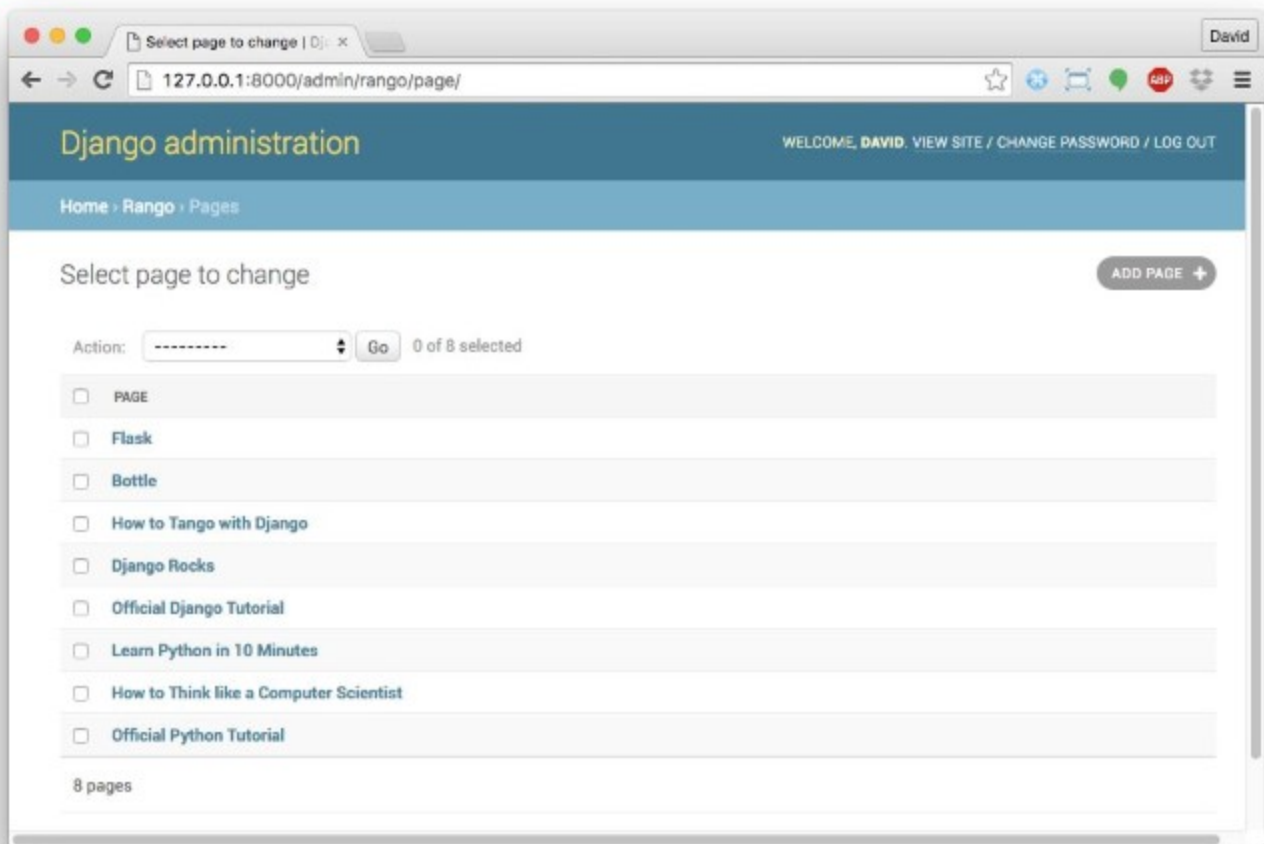 Select page to change | Dj
David
127.0.0.1:8000/admin/rango/page/
ABP
Django administration
WELCOME, DAVID. VIEW SITE / CHANGE PASSWORD / LOG OUT
Home › Rango › Pages
Select page to change
ADD PAGE +
Action: --------- Go 0 of 8 selected
PAGE
Flask
Bottle
How to Tango with Django
Django Rocks
Official Django Tutorial
Learn Python in 10 Minutes
How to Think like a Computer Scientist
Official Python Tutorial
8 pages